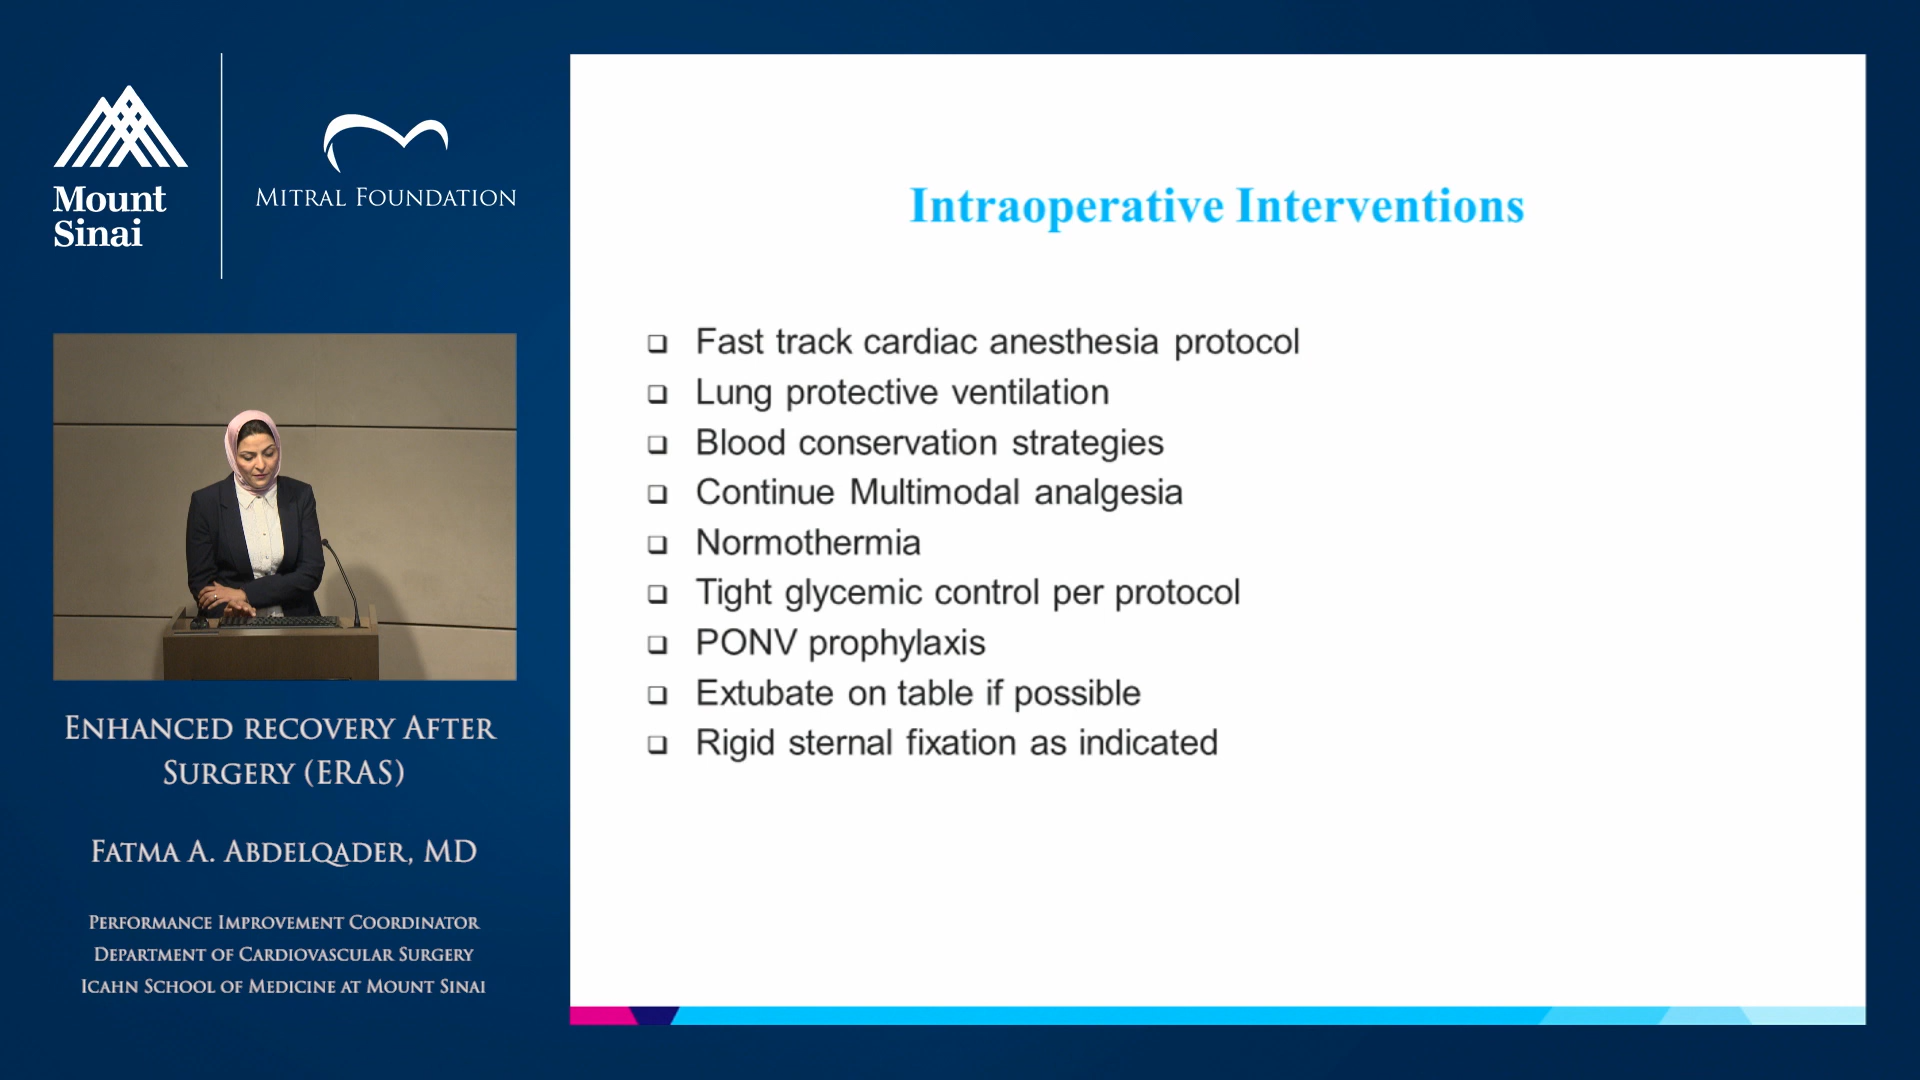 Mount
Sinai
MITRAL FOUNDATION
Intraoperative Interventions
Fast track cardiac anesthesia protocol
Lung protective ventilation
Blood conservation strategies
Continue Multimodal analgesia
Normothermia
Tight glycemic control per protocol
PONV prophylaxis
Extubate on table if possible
Rigid sternal fixation as indicated
ENHANCED RECOVERY AFTER
SURGERY (ERAS)
FATMA A. ABDELQADER, MD
PERFORMANCE IMPROVEMENT COORDINATOR
DEPARTMENT OF CARDIOVASCULAR SURGERY
ICAHN SCHOOL OF MEDICINE AT MOUNT SINAI